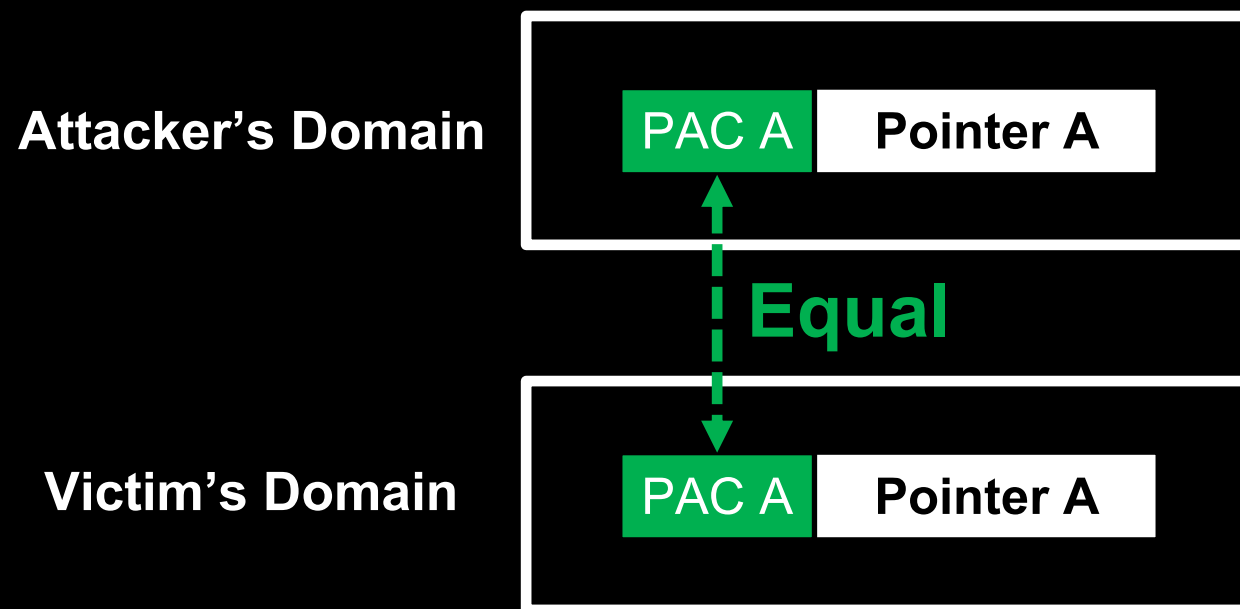 Attacker’s Domain
PAC A
Pointer A
Equal
Victim’s Domain
PAC A
Pointer A